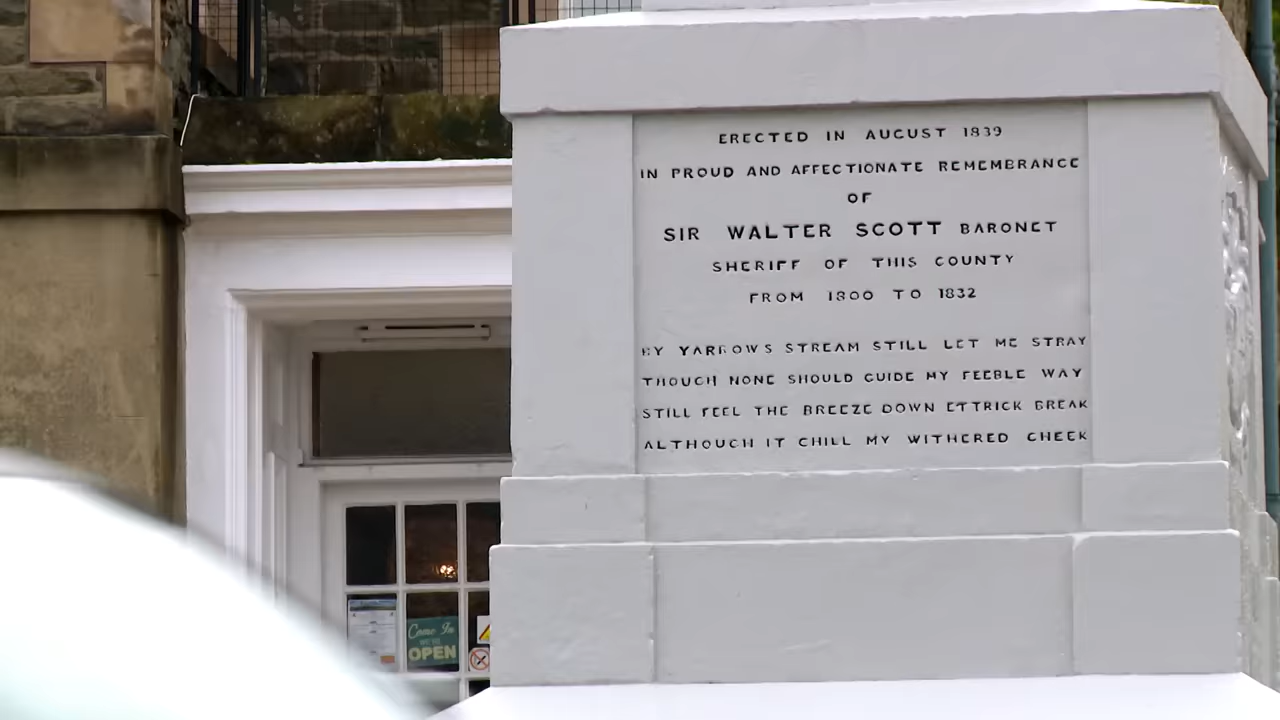 ERECTED IN AUGUST 1839
IN PROUD AND AFFECTIONATE REMEMBRANCE
OF
SIR WALTER SCOTT BARONET
SHERIFF OF THIS COUNTY
FROM 1800 TO 1832
BY YARROWS STREAM STILL LET ME STRAY
THOUGH NONE SHOULD GUIDE MY FEEBLE WAY
STILL FEEL THE BREEZE DOWN ETTRICK BREAK
ALTHOUGH IT CHILL MY WITHERED CHEEK
Come In
WE'RE
OPEN